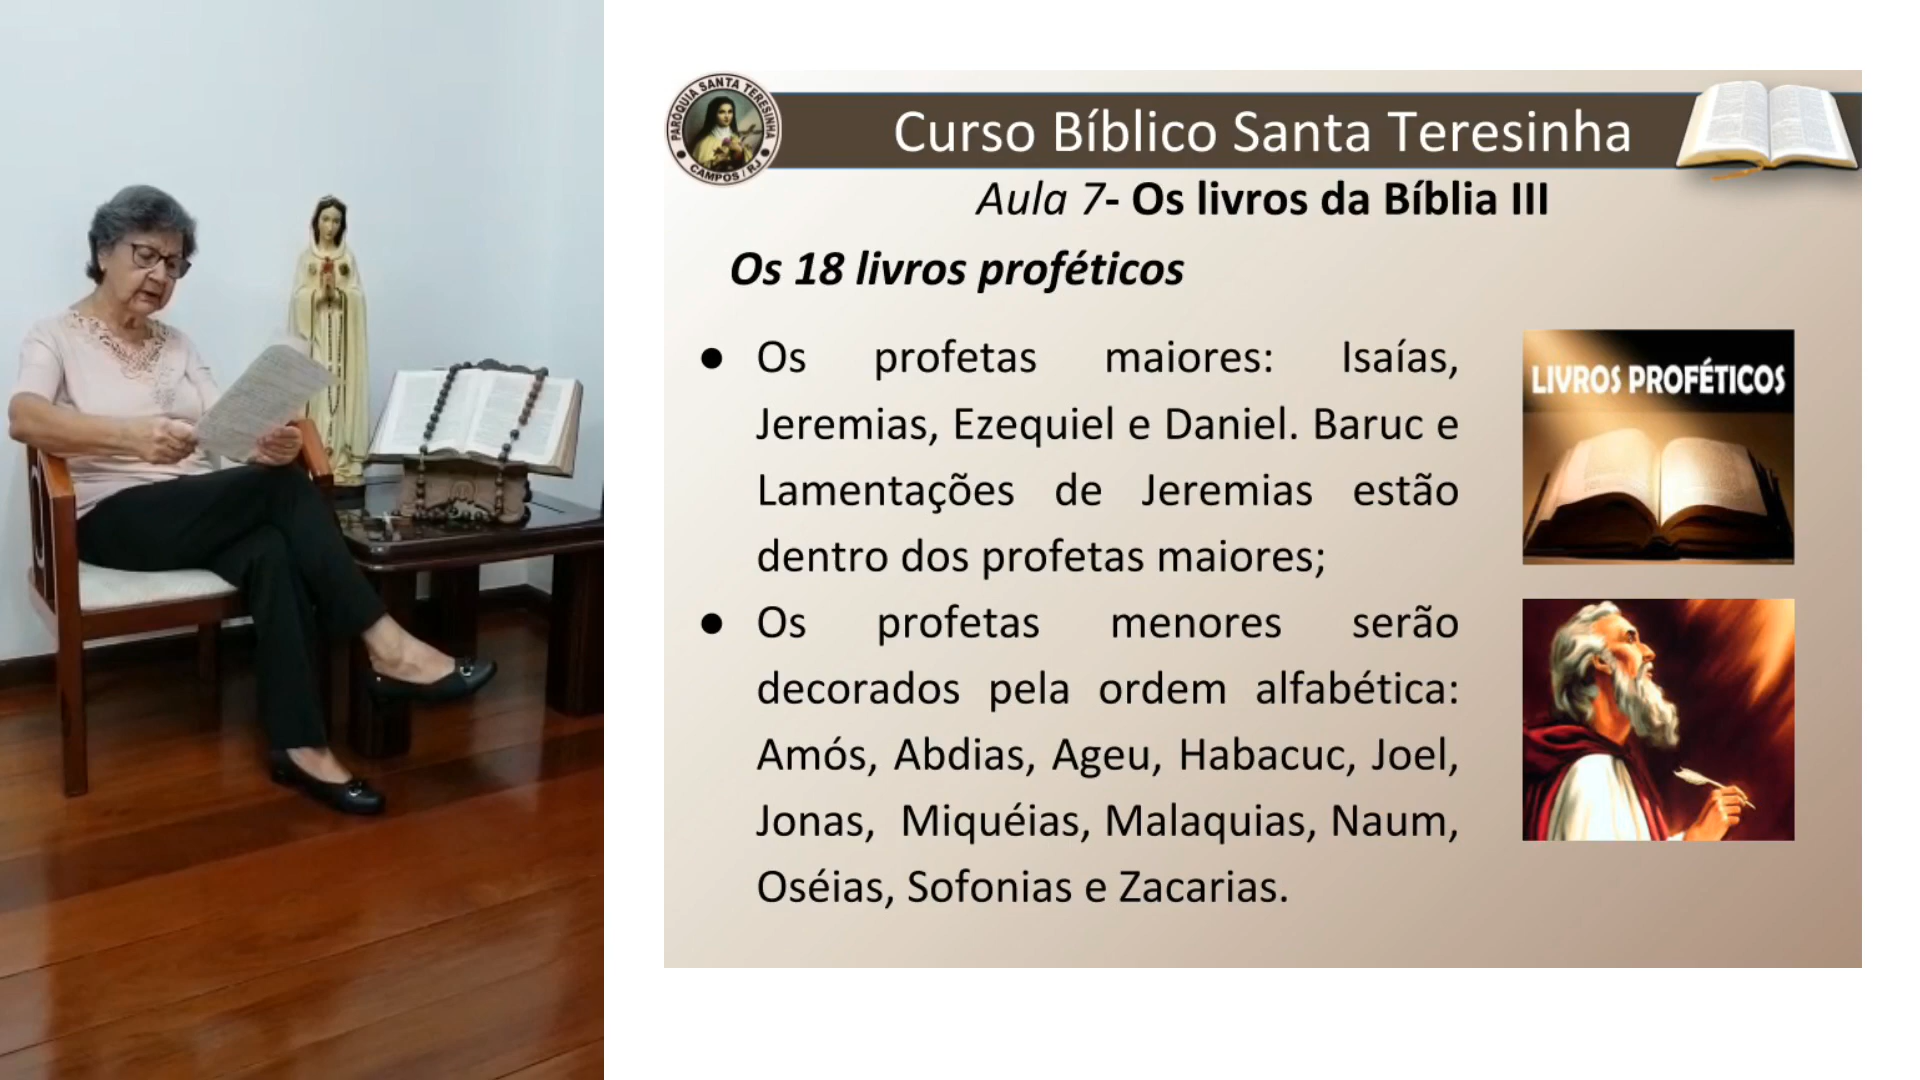 PARÓQUIA SANTA TERESINHA
CAMPOS / RJ
Curso Bíblico Santa Teresinha
Aula 7- Os livros da Bíblia III
Os 18 livros proféticos
● Os profetas maiores: Isaías,
Jeremias, Ezequiel e Daniel. Baruc e
Lamentações de Jeremias estão
dentro dos profetas maiores;
● Os profetas menores serão
decorados pela ordem alfabética:
Amós, Abdias, Ageu, Habacuc, Joel,
Jonas, Miquéias, Malaquias, Naum,
Oséias, Sofonias e Zacarias.
LIVROS PROFÉTICOS